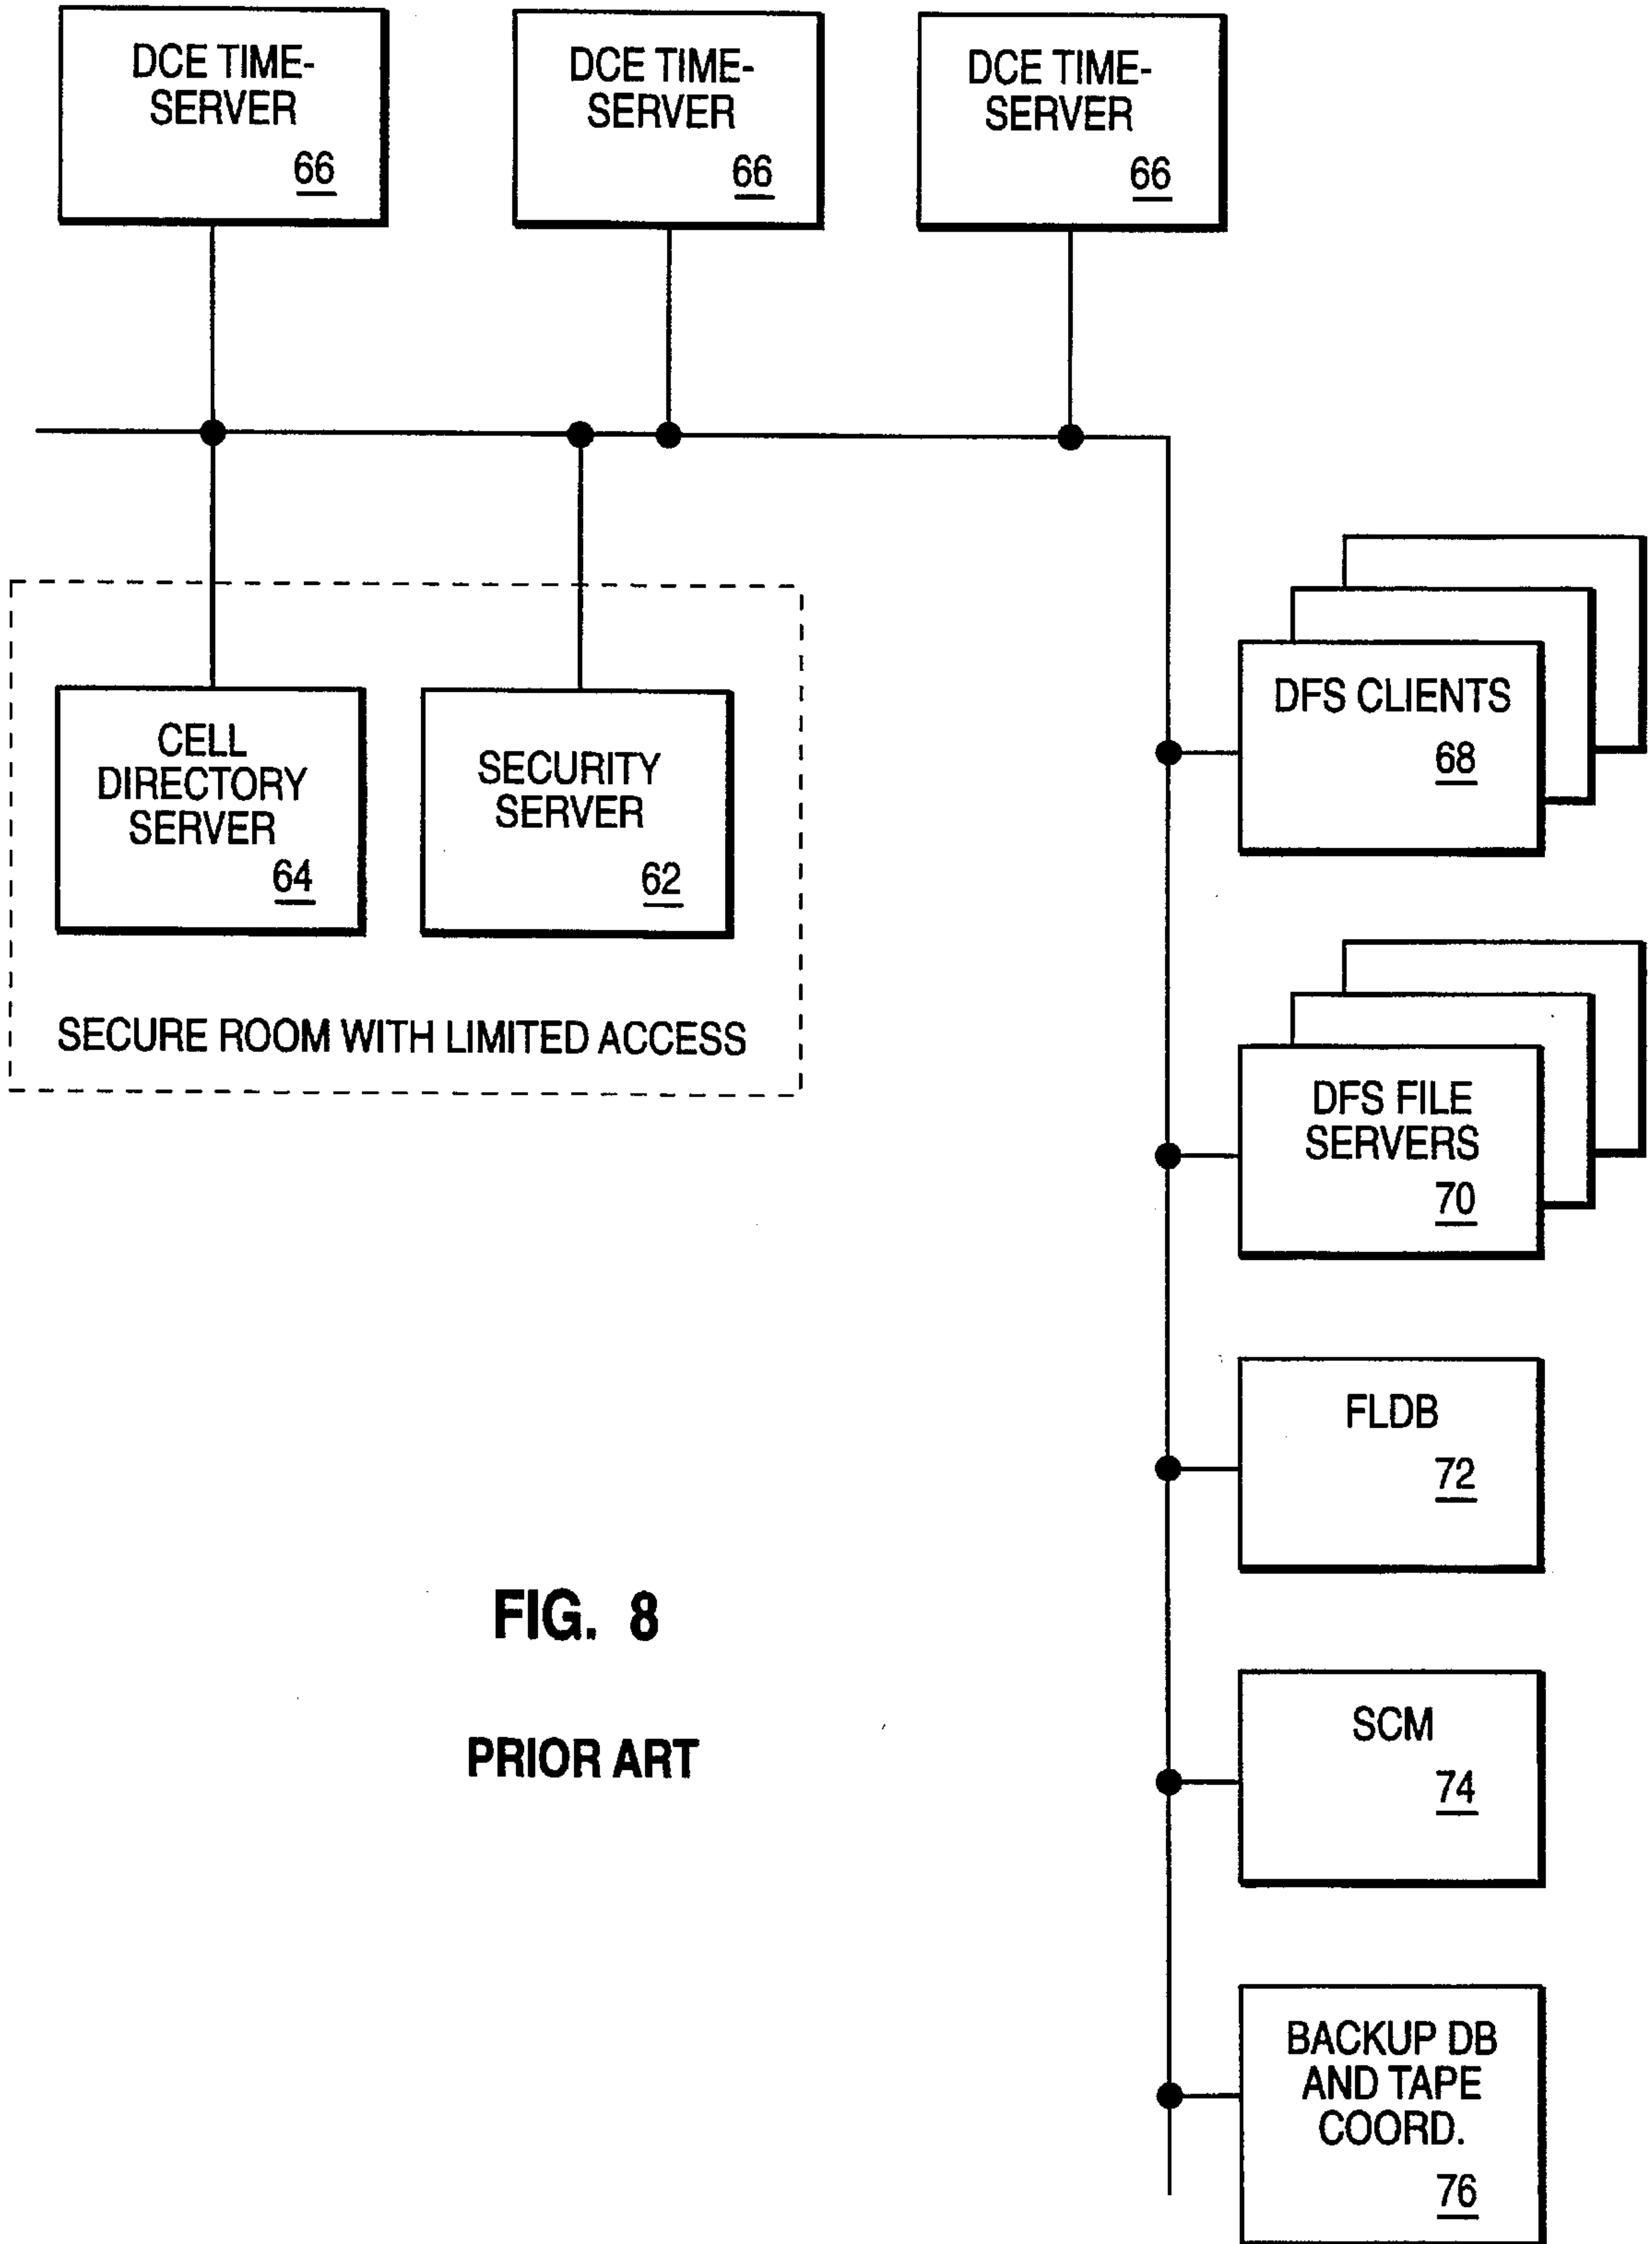 DCE TIME-
SERVER
66
DCE TIME-
SERVER
66
DCE TIME-
SERVER
66
CELL
DIRECTORY
SERVER
64
SECURITY
SERVER
62
SECURE ROOM WITH LIMITED ACCESS
DFS CLIENTS
68
DFS FILE
SERVERS
70
FLDB
72
SCM
74
BACKUP DB
AND TAPE
COORD.
76
FIG. 8
PRIOR ART